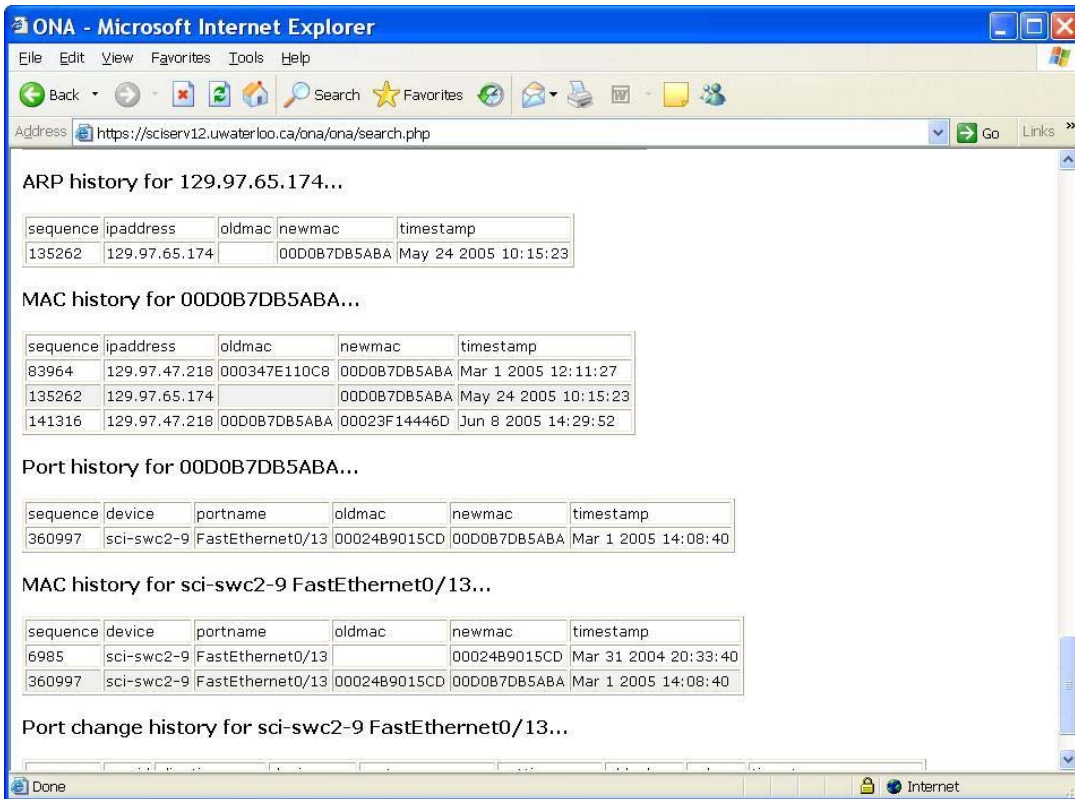 ONA - Microsoft Internet Explorer
File Edit View Favorites Tools Help
Back Search Favorites
Address https://sciserv12.uwaterloo.ca/ona/ona/search.php Go Links »
ARP history for 129.97.65.174...
sequence ipaddress oldmac newmac timestamp
135262 129.97.65.174 00D0B7DB5ABA May 24 2005 10:15:23
MAC history for 00D0B7DB5ABA...
sequence ipaddress oldmac newmac timestamp
83964 129.97.47.218 000347E110C8 00D0B7DB5ABA Mar 1 2005 12:11:27
135262 129.97.65.174 00D0B7DB5ABA May 24 2005 10:15:23
141316 129.97.47.218 00D0B7DB5ABA 00023F14446D Jun 8 2005 14:29:52
Port history for 00D0B7DB5ABA...
sequence device portname oldmac newmac timestamp
360997 sci-swc2-9 FastEthernet0/13 00024B9015CD 00D0B7DB5ABA Mar 1 2005 14:08:40
MAC history for sci-swc2-9 FastEthernet0/13...
sequence device portname oldmac newmac timestamp
6985 sci-swc2-9 FastEthernet0/13 00024B9015CD Mar 31 2004 20:33:40
360997 sci-swc2-9 FastEthernet0/13 00024B9015CD 00D0B7DB5ABA Mar 1 2005 14:08:40
Port change history for sci-swc2-9 FastEthernet0/13...
Done Internet